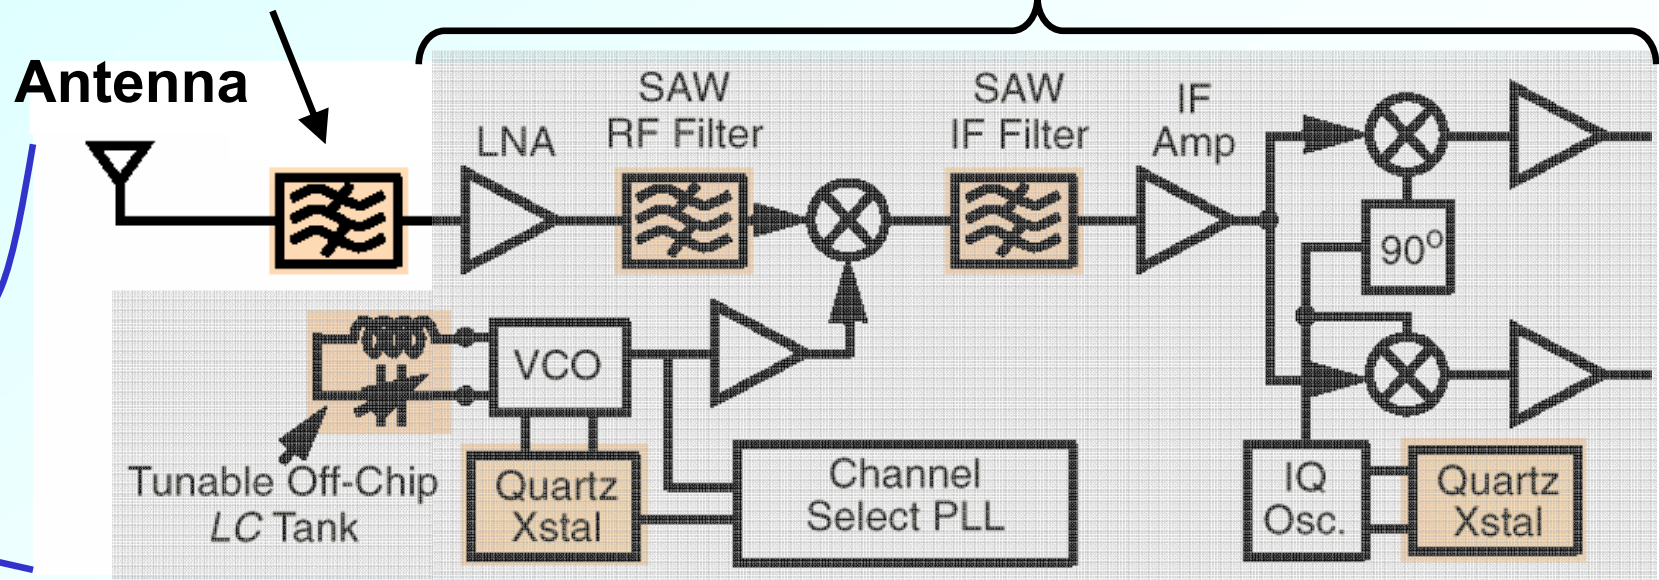 Antenna
LNA
SAW
RF Filter
SAW
IF Filter
IF
Amp
90º
VCO
Tunable Off-Chip
LC Tank
Quartz
Xstal
Channel
Select PLL
IQ
Osc.
Quartz
Xstal